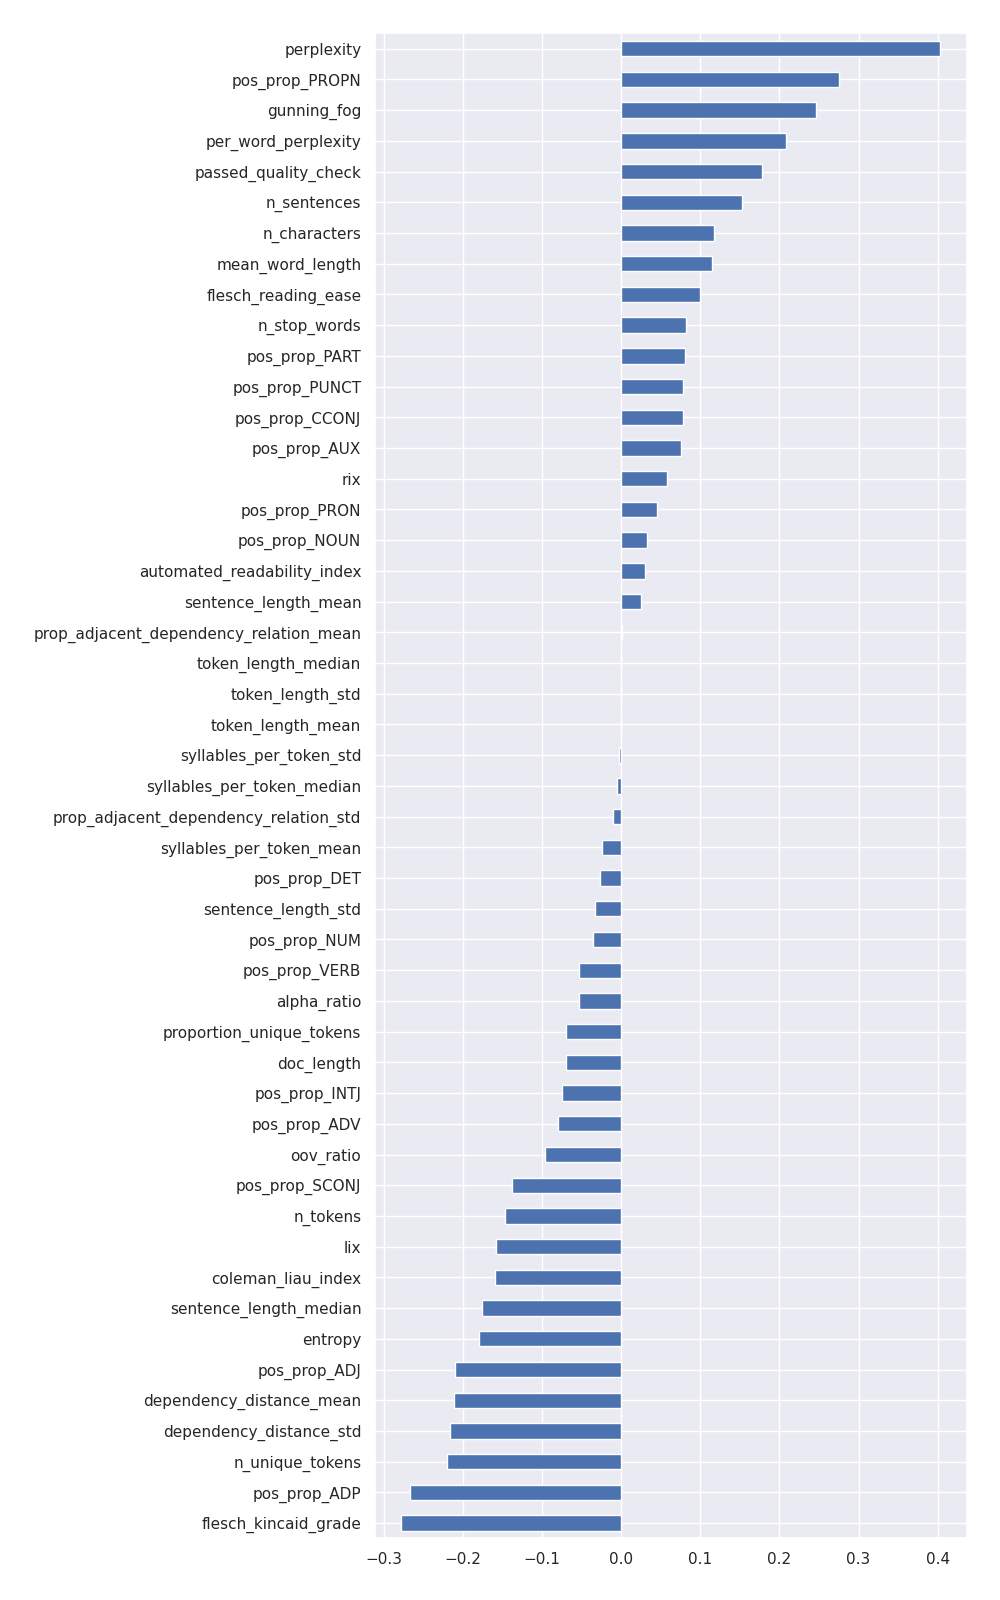 perplexity
pos_prop_PROPN
gunning_fog
per_word_perplexity
passed_quality_check
n_sentences
n_characters
mean_word_length
flesch_reading_ease
n_stop_words
pos_prop_PART
pos_prop_PUNCT
pos_prop_CCONJ
pos_prop_AUX
rix
pos_prop_PRON
pos_prop_NOUN
automated_readability_index
sentence_length_mean
prop_adjacent_dependency_relation_mean
token_length_median
token_length_std
token_length_mean
syllables_per_token_std
syllables_per_token_median
prop_adjacent_dependency_relation_std
syllables_per_token_mean
pos_prop_DET
sentence_length_std
pos_prop_NUM
pos_prop_VERB
alpha_ratio
proportion_unique_tokens
doc_length
pos_prop_INTJ
pos_prop_ADV
oov_ratio
pos_prop_SCONJ
n_tokens
lix
coleman_liau_index
sentence_length_median
entropy
pos_prop_ADJ
dependency_distance_mean
dependency_distance_std
n_unique_tokens
pos_prop_ADP
flesch_kincaid_grade
−0.3 −0.2 −0.1 0.0 0.1 0.2 0.3 0.4